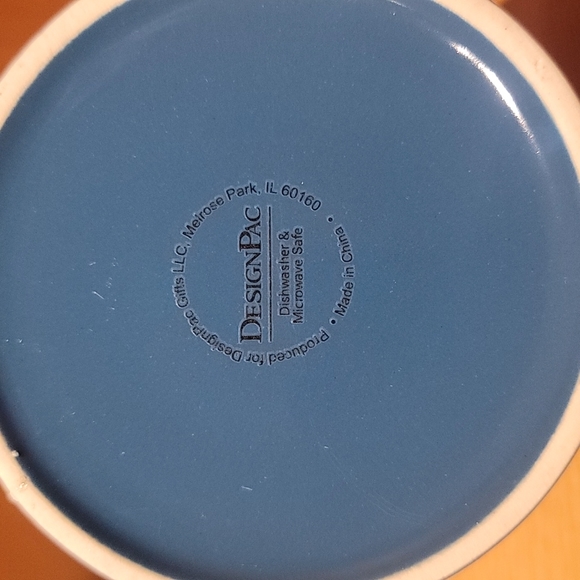 DESIGNPAC
Dishwasher &
Microwave Safe
Produced for DesignPac Gifts LLC, Melrose Park, IL 60160 •
Made in China •